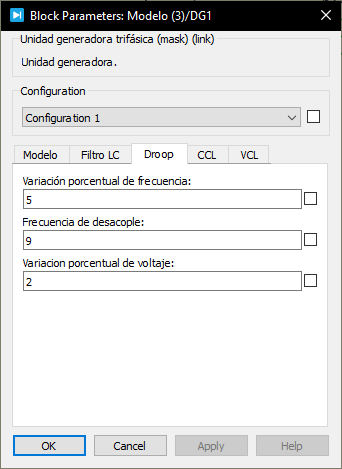 Block Parameters: Modelo (3)/DG1
Unidad generadora trifásica (mask) (link)
Unidad generadora.
Configuration
Configuration 1
Modelo Filtro LC Droop CCL VCL
Variación porcentual de frecuencia:
5
Frecuencia de desacople:
9
Variacion porcentual de voltaje:
2
OK Cancel Apply Help